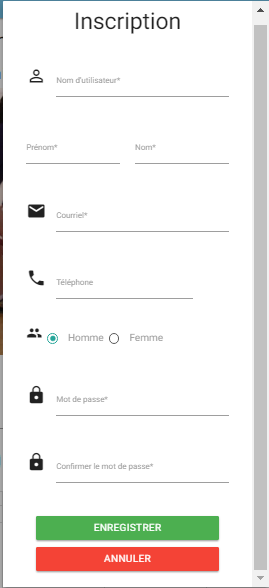 Inscription
Nom d'utilisateur*
Prénom* Nom*
Courriel*
Téléphone
Homme Femme
Mot de passe*
Confirmer le mot de passe*
ENREGISTRER
ANNULER